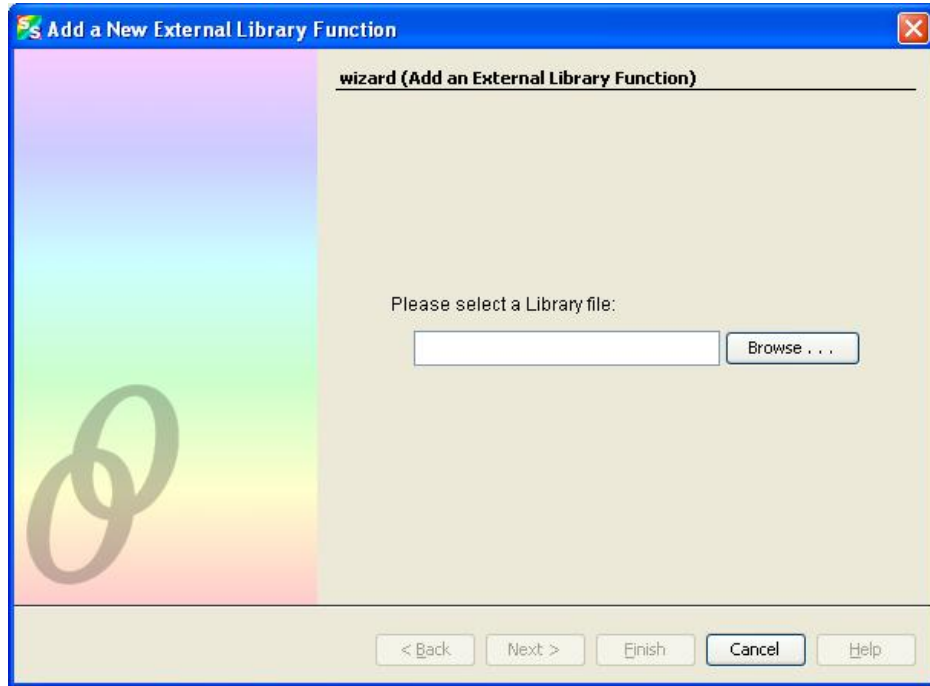 Add a New External Library Function
wizard (Add an External Library Function)
Please select a Library file:
Browse . . .
< Back
Next >
Finish
Cancel
Help